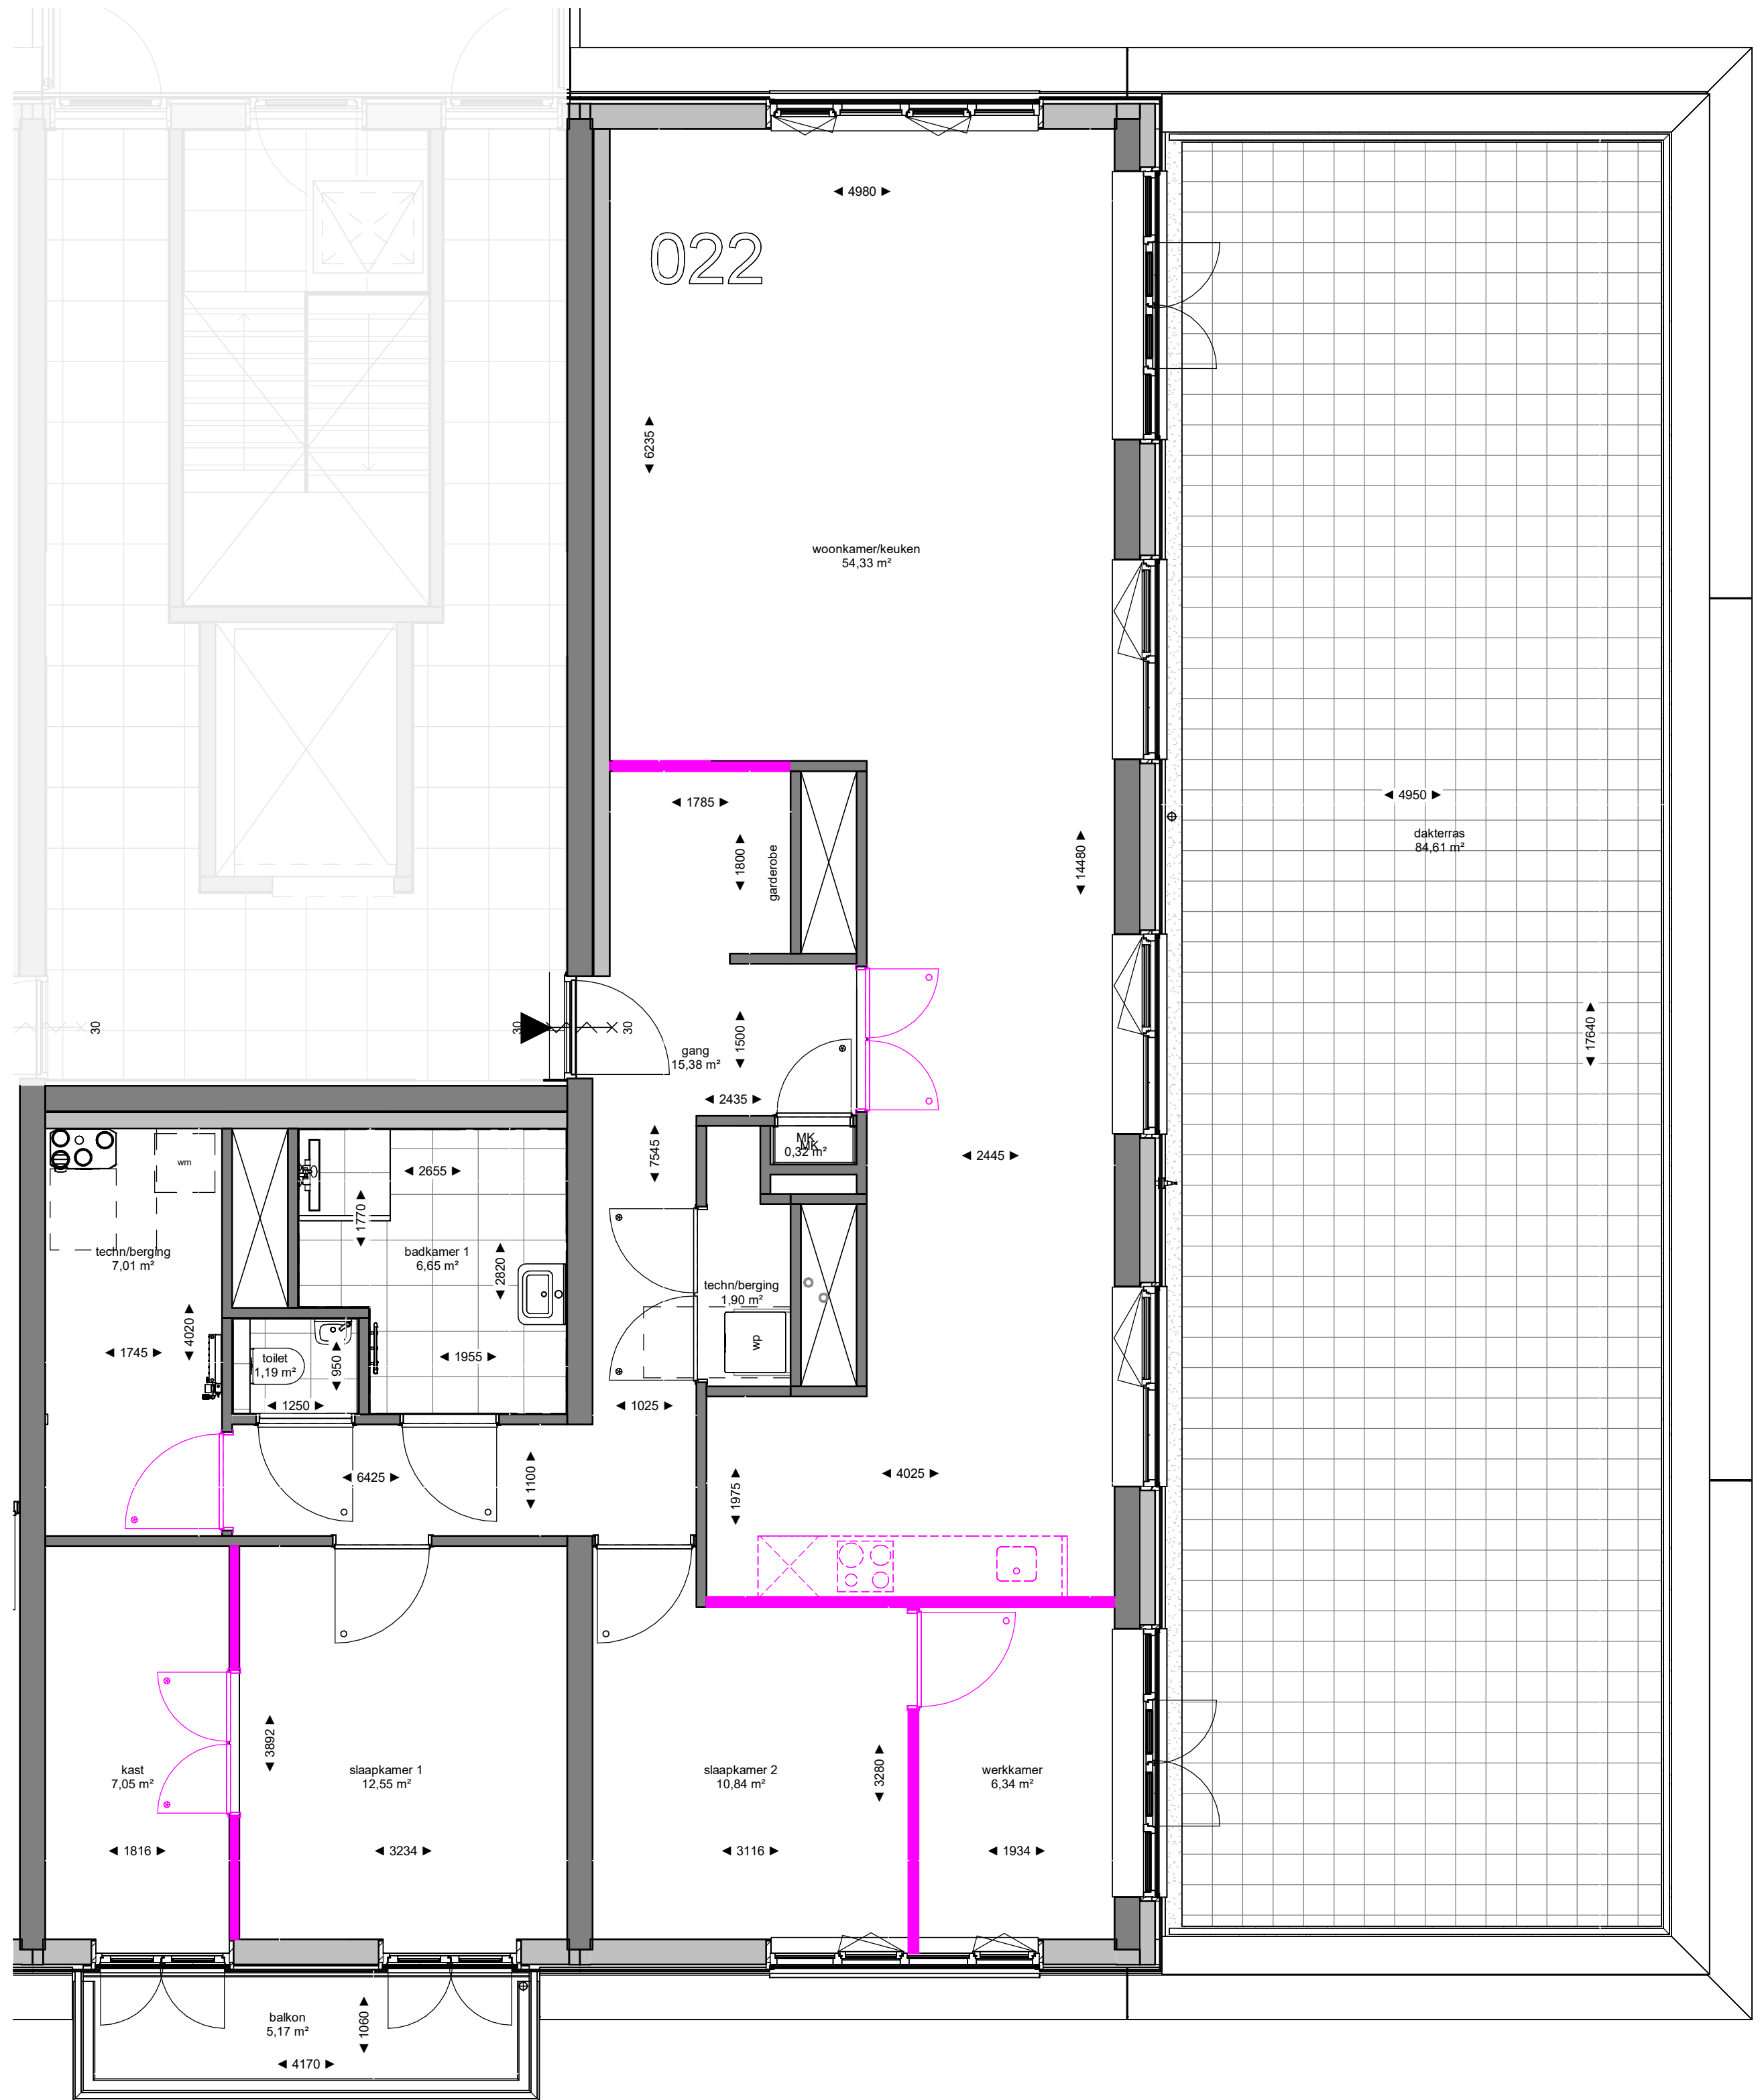 ◄ 4980 ►
022
◄ 6235 ►
woonkamer/keuken
54,33 m²
◄ 4950 ►
dakterras
84,61 m²
◄ 1785 ►
◄ 1800 ►
garderobe
◄ 14480 ►
◄ 17640 ►
30
30
30
◄ 1500 ►
gang
15,38 m²
◄ 2435 ►
◄ 7545 ►
MK
MK
0,32 m²
◄ 2445 ►
wm
◄ 2655 ►
◄ 1770 ►
techn/berging
7,01 m²
badkamer 1
6,65 m²
◄ 2820 ►
techn/berging
1,90 m²
wp
◄ 4020 ►
◄ 1745 ►
toilet
1,19 m²
◄ 950 ►
◄ 1955 ►
◄ 1250 ►
◄ 1025 ►
◄ 6425 ►
◄ 1100 ►
◄ 1975 ►
◄ 4025 ►
◄ 3892 ►
◄ 3280 ►
kast
7,05 m²
slaapkamer 1
12,55 m²
slaapkamer 2
10,84 m²
werkkamer
6,34 m²
◄ 1816 ►
◄ 3234 ►
◄ 3116 ►
◄ 1934 ►
balkon
5,17 m²
◄ 1060 ►
◄ 4170 ►